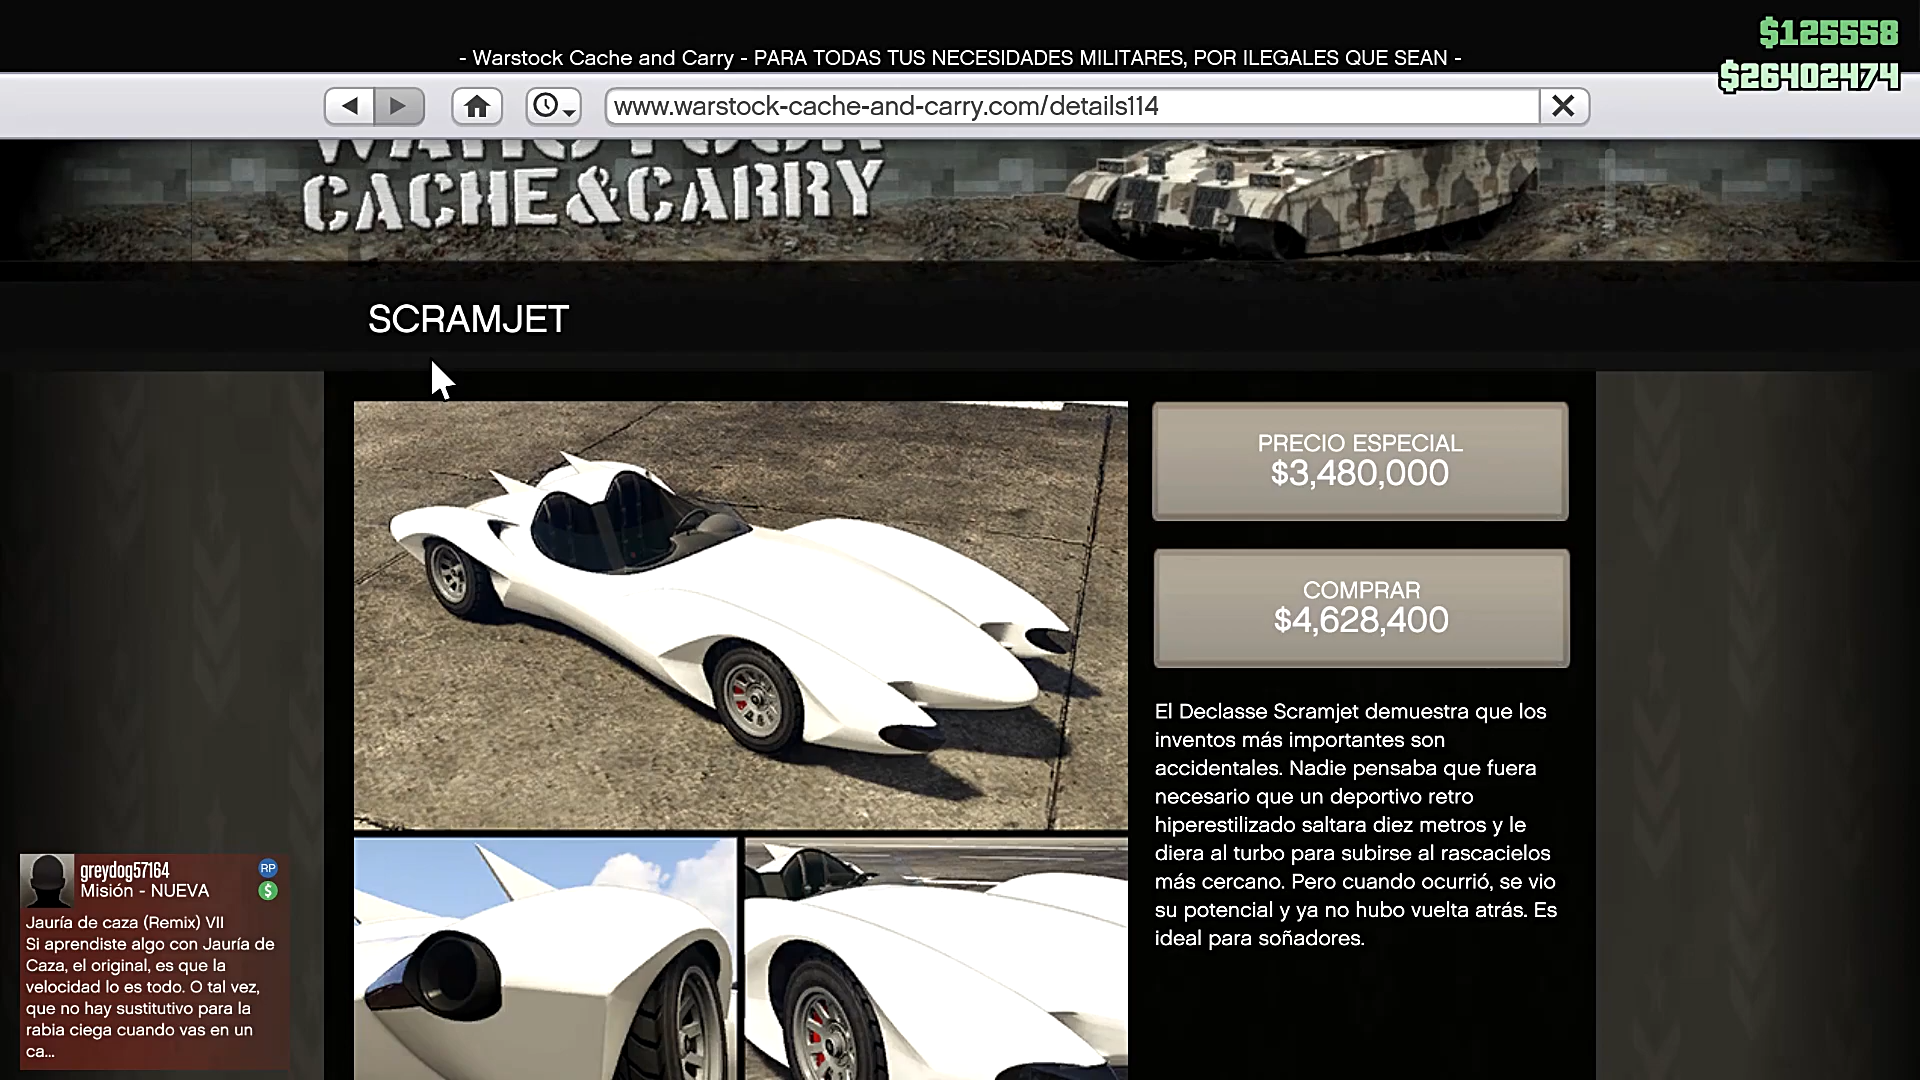 $125558
- Warstock Cache and Carry - PARA TODAS TUS NECESIDADES MILITARES, POR ILEGALES QUE SEAN -
$26402474
www.warstock-cache-and-carry.com/details114
WARSTOCK
CACHE&CARRY
SCRAMJET
PRECIO ESPECIAL
$3,480,000
COMPRAR
$4,628,400
El Declasse Scramjet demuestra que los
inventos más importantes son
accidentales. Nadie pensaba que fuera
necesario que un deportivo retro
hiperestilizado saltara diez metros y le
diera al turbo para subirse al rascacielos
más cercano. Pero cuando ocurrió, se vio
su potencial y ya no hubo vuelta atrás. Es
ideal para soñadores.
greydog57164
RP
Misión - NUEVA
$
Jauría de caza (Remix) VII
Si aprendiste algo con Jauría de
Caza, el original, es que la
velocidad lo es todo. O tal vez,
que no hay sustitutivo para la
rabia ciega cuando vas en un
ca...